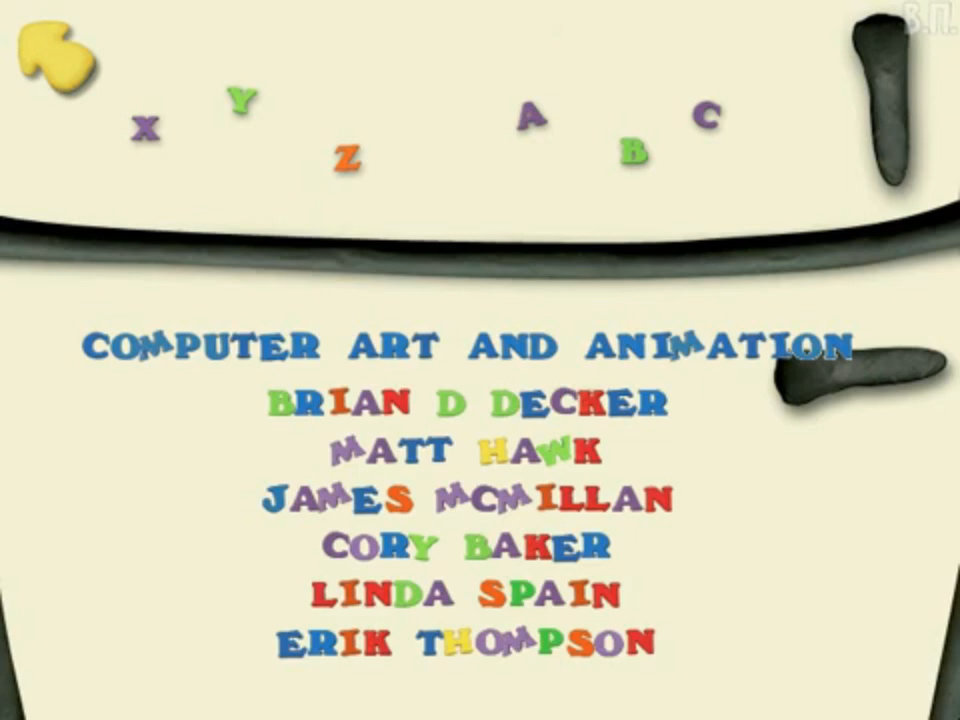 В.П.
X Y Z A B C
COMPUTER ART AND ANIMATION
BRIAN D DECKER
MATT HAWK
JAMES MCMILLAN
CORY BAKER
LINDA SPAIN
ERIK THOMPSON